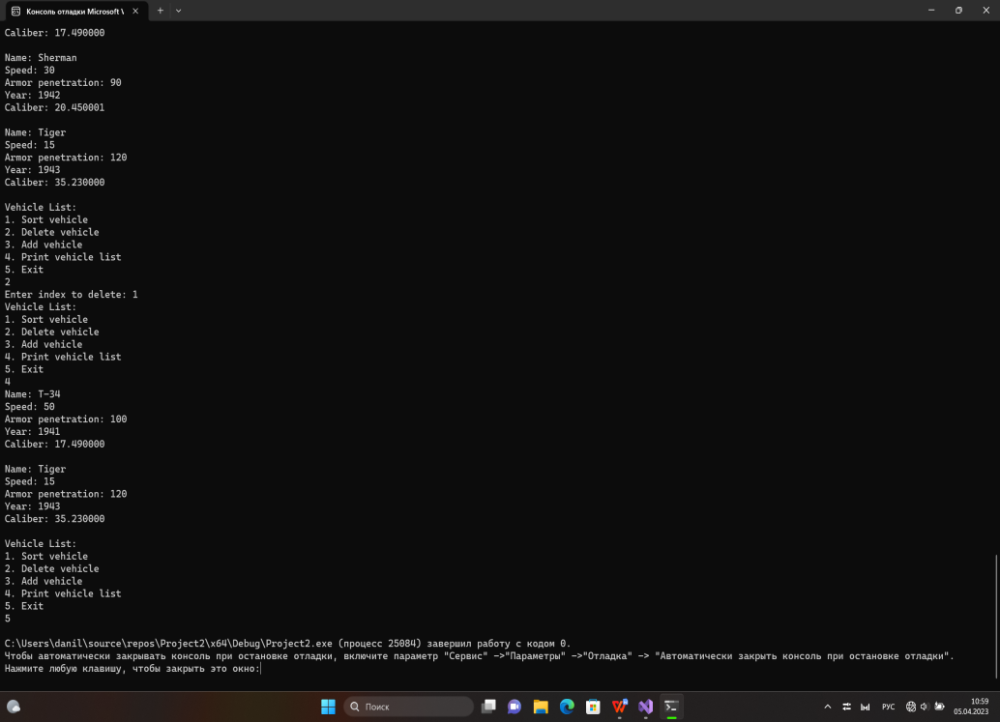 Консоль отладки Microsoft \
Caliber: 17.490000
Name: Sherman
Speed: 30
Armor penetration: 90
Year: 1942
Caliber: 20.450001
Name: Tiger
Speed: 15
Armor penetration: 120
Year: 1943
Caliber: 35.230000
Vehicle List:
1. Sort vehicle
2. Delete vehicle
3. Add vehicle
4. Print vehicle list
5. Exit
2
Enter index to delete: 1
Vehicle List:
1. Sort vehicle
2. Delete vehicle
3. Add vehicle
4. Print vehicle list
5. Exit
4
Name: T-34
Speed: 50
Armor penetration: 100
Year: 1941
Caliber: 17.490000
Name: Tiger
Speed: 15
Armor penetration: 120
Year: 1943
Caliber: 35.230000
Vehicle List:
1. Sort vehicle
2. Delete vehicle
3. Add vehicle
4. Print vehicle list
5. Exit
5
C:\Users\danil\source\repos\Project2\x64\Debug\Project2.exe (процесс 25084) завершил работу с кодом 0.
Чтобы автоматически закрывать консоль при остановке отладки, включите параметр "Сервис" ->"Параметры" ->"Отладка" -> "Автоматически закрыть консоль при остановке отладки".
Нажмите любую клавишу, чтобы закрыть это окно:
Поиск
РУС
10:59
05.04.2023